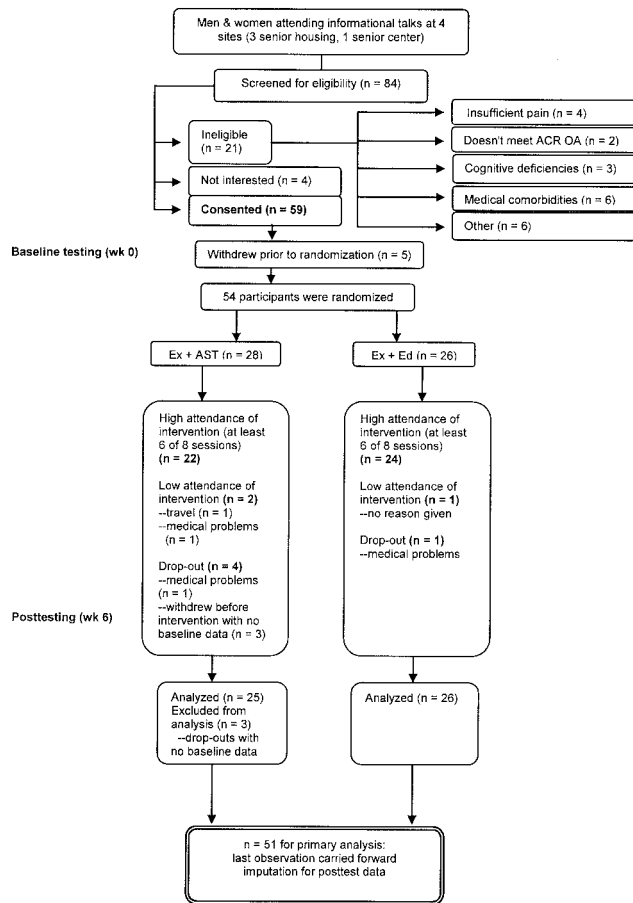 Men & women attending informational talks at 4
sites (3 senior housing, 1 senior center)
Screened for eligibility (n = 84)
Ineligible
(n = 21)
Insufficient pain (n = 4)
Doesn't meet ACR OA (n = 2)
Cognitive deficiencies (n = 3)
Medical comorbidities (n = 6)
Other (n = 6)
Not interested (n = 4)
Consented (n = 59)
Baseline testing (wk 0)
Withdrew prior to randomization (n = 5)
54 participants were randomized
Ex + AST (n = 28)
Ex + Ed (n = 26)
High attendance of
intervention (at least
6 of 8 sessions)
(n = 22)
Low attendance of
intervention (n = 2)
--travel (n = 1)
--medical problems
(n = 1)
Drop-out (n = 4)
--medical problems
(n = 1)
--withdrew before
intervention with no
baseline data (n = 3)
High attendance of
intervention (at least
6 of 8 sessions)
(n = 24)
Low attendance of
intervention (n = 1)
--no reason given
Drop-out (n = 1)
--medical problems
Posttesting (wk 6)
Analyzed (n = 25)
Excluded from
analysis (n = 3)
--drop-outs with
no baseline data
Analyzed (n = 26)
n = 51 for primary analysis:
last observation carried forward
imputation for posttest data